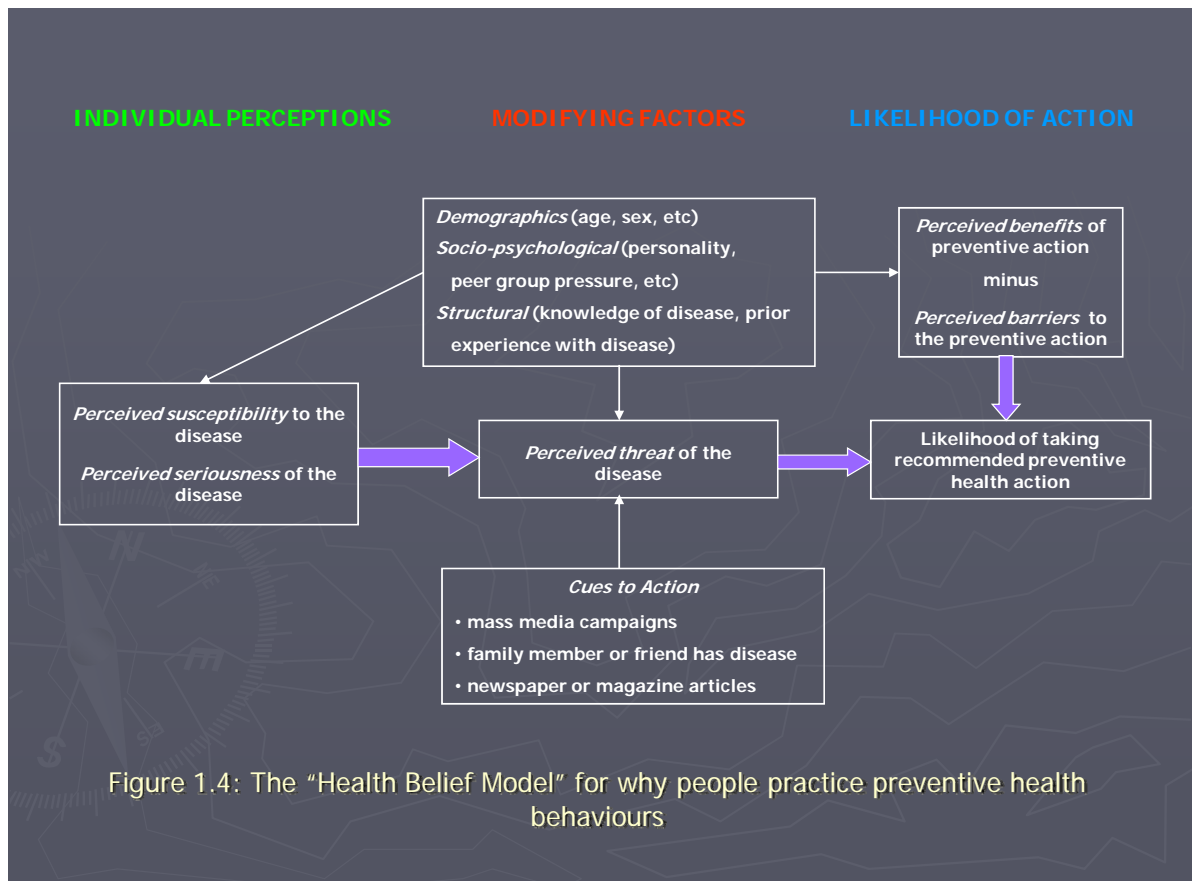 INDIVIDUAL PERCEPTIONS
MODIFYING FACTORS
LIKELIHOOD OF ACTION
Demographics (age, sex, etc)
Socio-psychological (personality,
peer group pressure, etc)
Structural (knowledge of disease, prior
experience with disease)
Perceived benefits of
preventive action
minus
Perceived barriers to
the preventive action
Perceived susceptibility to the
disease
Perceived seriousness of the
disease
Perceived threat of the
disease
Likelihood of taking
recommended preventive
health action
Cues to Action
• mass media campaigns
• family member or friend has disease
• newspaper or magazine articles
NW
N
NE
E
SE
S
Figure 1.4: The “Health Belief Model” for why people practice preventive health
behaviours